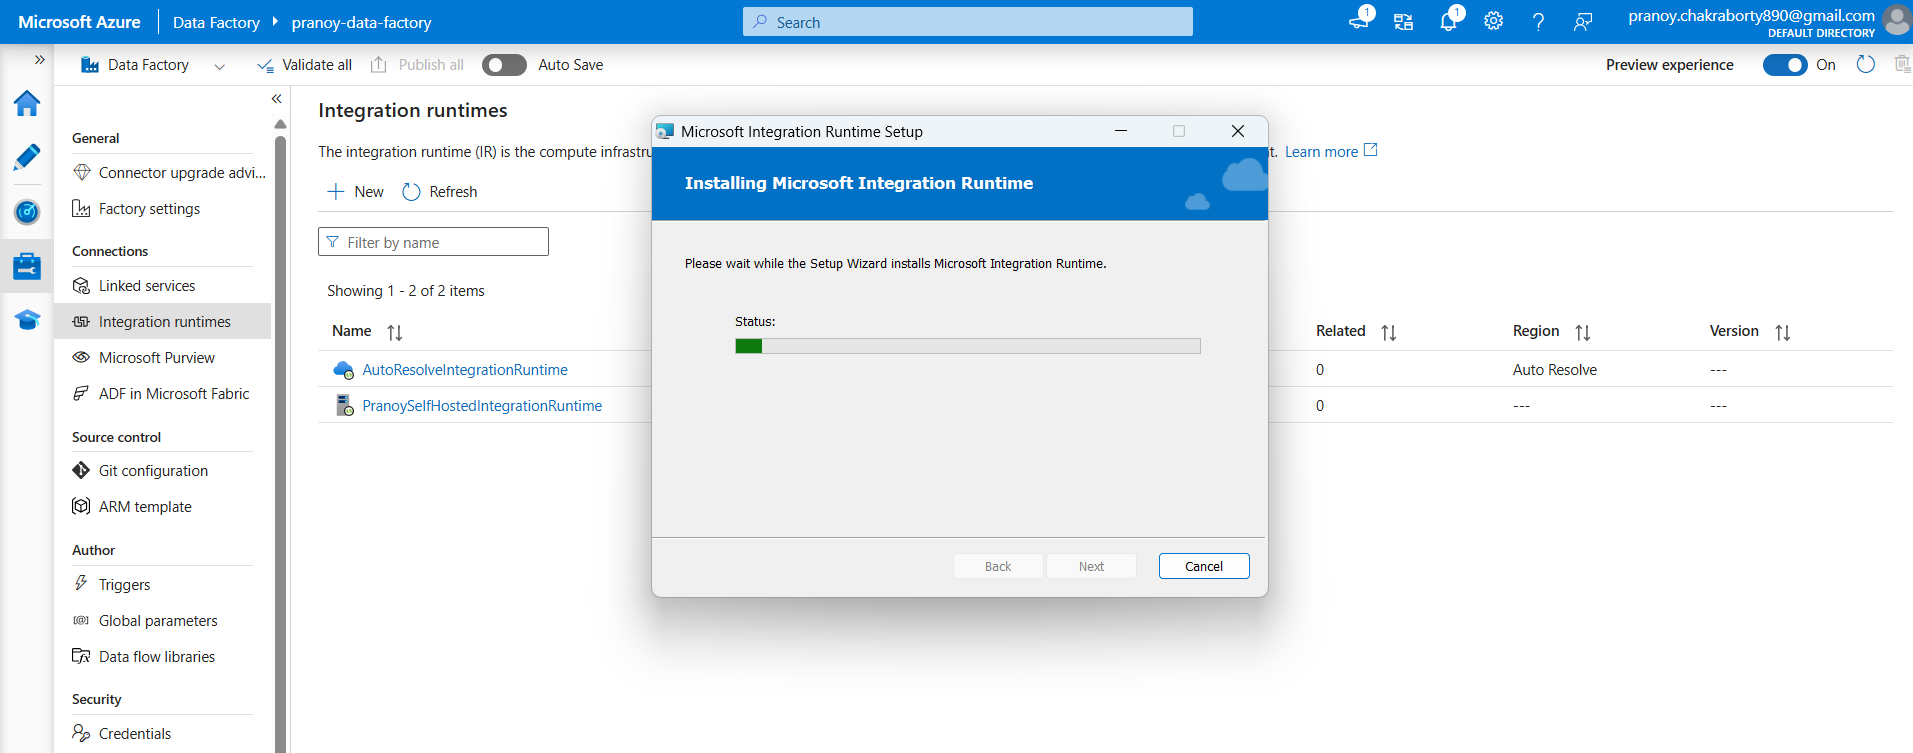 Microsoft Azure
Data Factory
pranoy-data-factory
Search
1
1
pranoy.chakraborty890@gmail.com
DEFAULT DIRECTORY
Data Factory
Validate all
Publish all
Auto Save
Preview experience
On
General
Connector upgrade advi...
Factory settings
Connections
Linked services
Integration runtimes
Microsoft Purview
ADF in Microsoft Fabric
Source control
Git configuration
ARM template
Author
Triggers
Global parameters
Data flow libraries
Security
Credentials
Integration runtimes
The integration runtime (IR) is the compute infrastru
t. Learn more
New
Refresh
Filter by name
Showing 1 - 2 of 2 items
Name
Related
Region
Version
AutoResolveIntegrationRuntime
0
Auto Resolve
---
PranoySelfHostedIntegrationRuntime
0
---
---
Microsoft Integration Runtime Setup
Installing Microsoft Integration Runtime
Please wait while the Setup Wizard installs Microsoft Integration Runtime.
Status:
Back
Next
Cancel